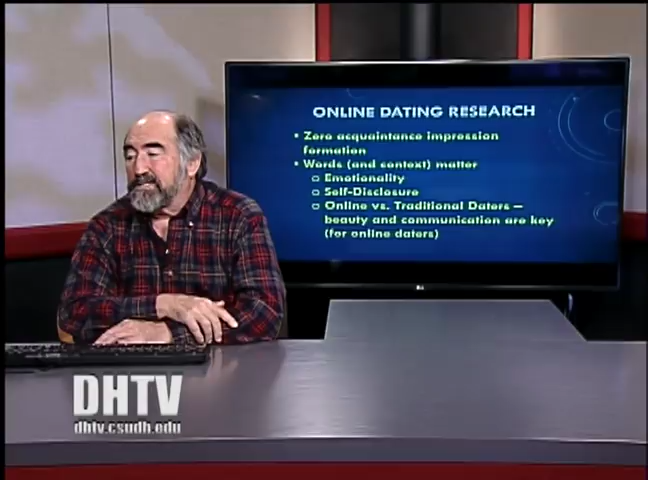 ONLINE DATING RESEARCH
• Zero acquaintance impression
formation
• Words (and context) matter
Emotionality
Self-Disclosure
Online vs. Traditional Daters –
beauty and communication are key
(for online daters)
LG
DHTV
dhtv.csudh.edu